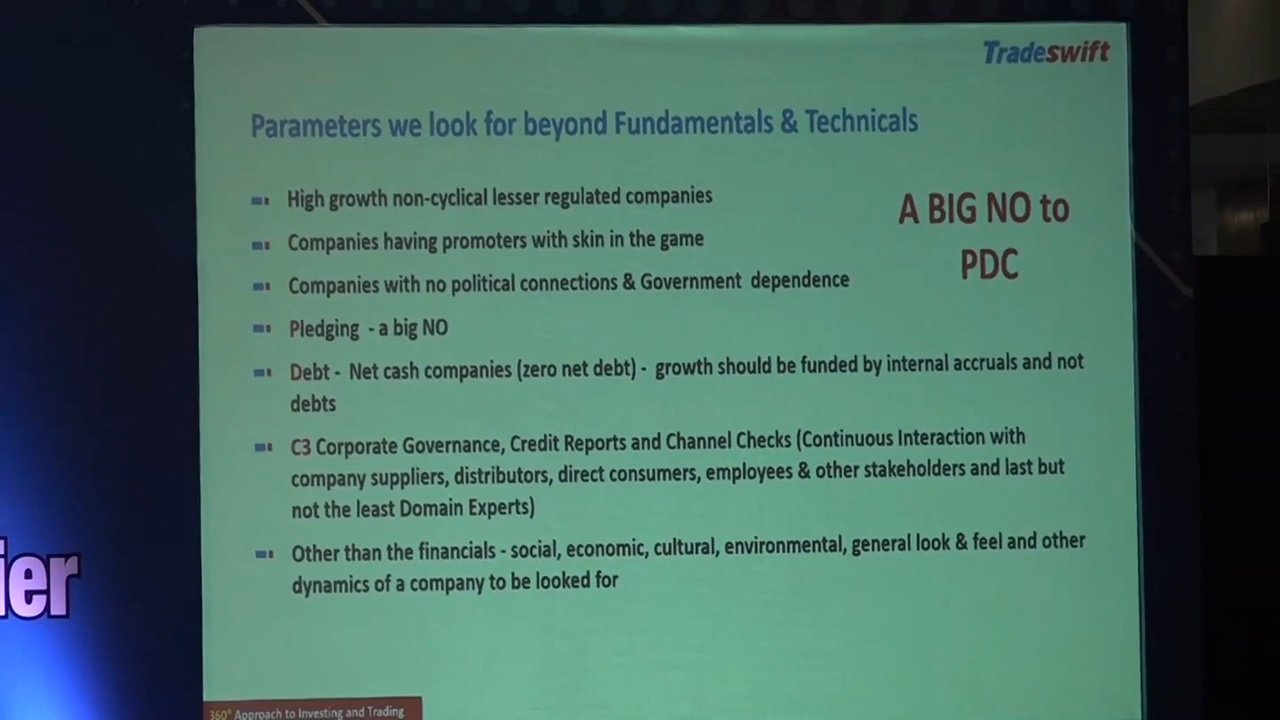 Tradeswift
Parameters we look for beyond Fundamentals & Technicals
High growth non-cyclical lesser regulated companies
Companies having promoters with skin in the game
Companies with no political connections & Government dependence
Pledging - a big NO
Debt - Net cash companies (zero net debt) - growth should be funded by internal accruals and not
debts
C3 Corporate Governance, Credit Reports and Channel Checks (Continuous Interaction with
company suppliers, distributors, direct consumers, employees & other stakeholders and last but
not the least Domain Experts)
Other than the financials - social, economic, cultural, environmental, general look & feel and other
dynamics of a company to be looked for
A BIG NO to
PDC
ier
360° Approach to Investing and Trading